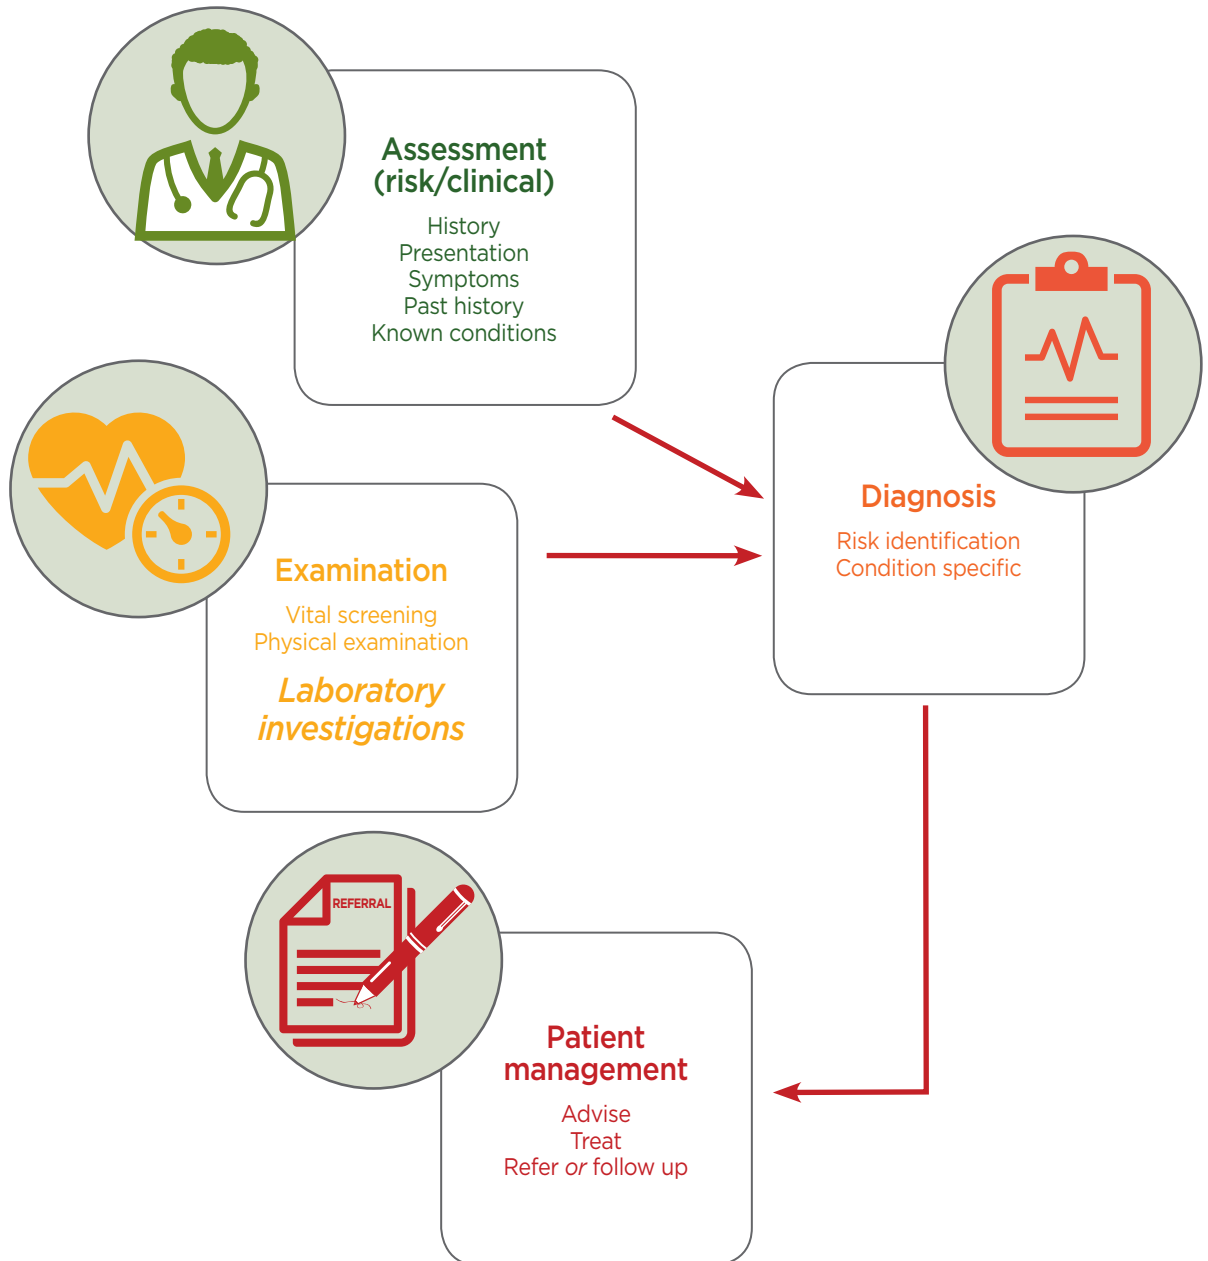 Assessment
(risk/clinical)
History
Presentation
Symptoms
Past history
Known conditions
Examination
Vital screening
Physical examination
Laboratory
investigations
Diagnosis
Risk identification
Condition specific
REFERRAL
Patient
management
Advise
Treat
Refer or follow up